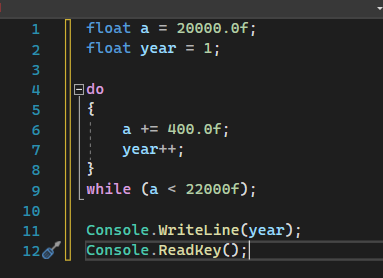 1 float a = 20000.0f;
2 float year = 1;
3
4 do
5 {
6 a += 400.0f;
7 year++;
8 }
9 while (a < 22000f);
10
11 Console.WriteLine(year);
12 Console.ReadKey();